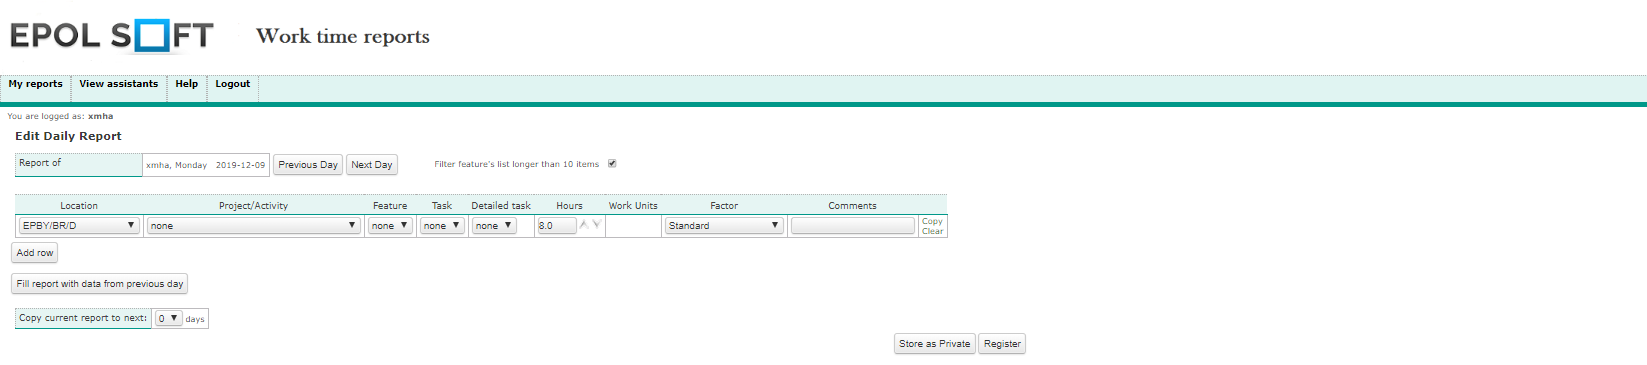 EPOL SOFT
Work time reports
My reports View assistants Help Logout
You are logged as: xmha
Edit Daily Report
Report of xmha, Monday 2019-12-09 Previous Day Next Day Filter feature's list longer than 10 items
Location Project/Activity Feature Task Detailed task Hours Work Units Factor Comments
EPBY/BR/D none none none none 8.0 Standard Copy
Clear
Add row
Fill report with data from previous day
Copy current report to next: 0 days
Store as Private Register